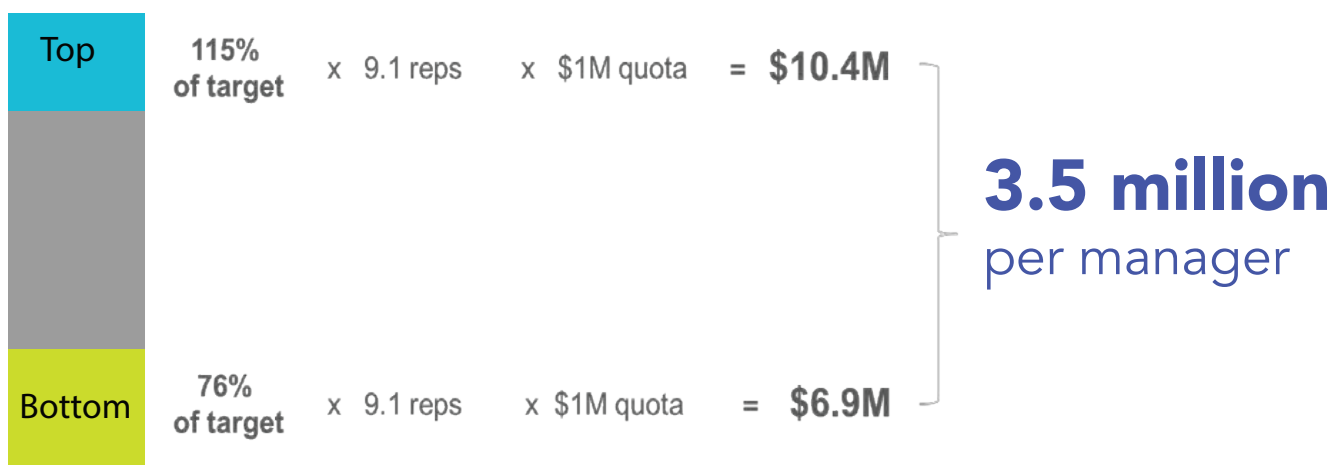 Top
115%
of target
x 9.1 reps x $1M quota = $10.4M
3.5 million
per manager
Bottom
76%
of target
x 9.1 reps x $1M quota = $6.9M